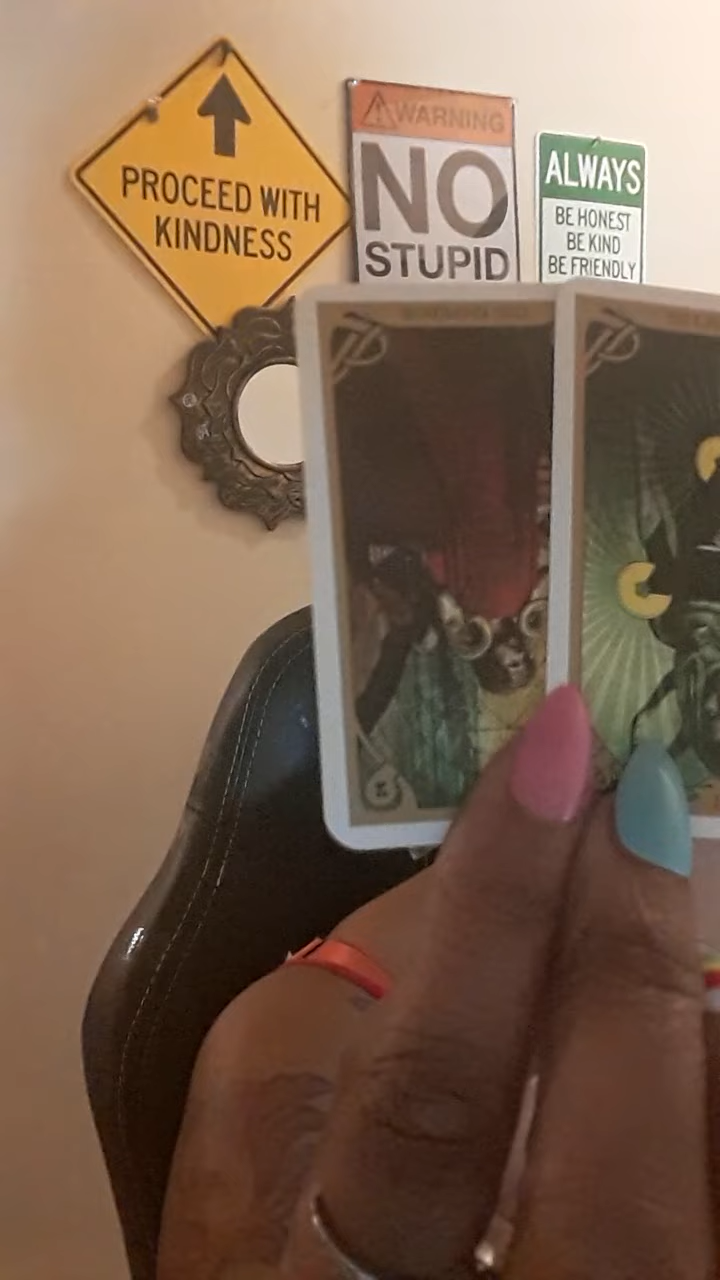 PROCEED WITH
KINDNESS
WARNING
NO
STUPID
ALWAYS
BE HONEST
BE KIND
BE FRIENDLY